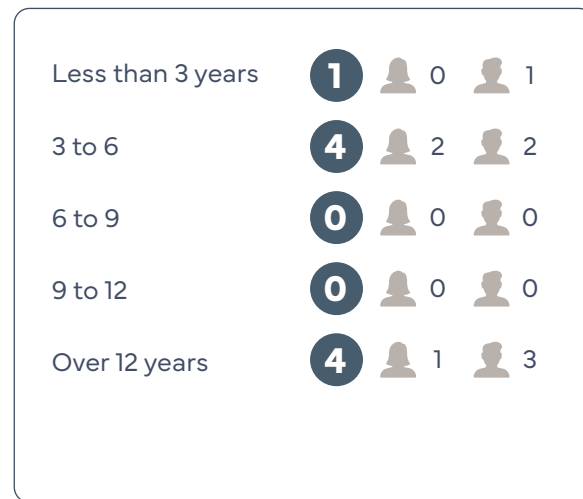 Less than 3 years 1 0 1
3 to 6 4 2 2
6 to 9 0 0 0
9 to 12 0 0 0
Over 12 years 4 1 3